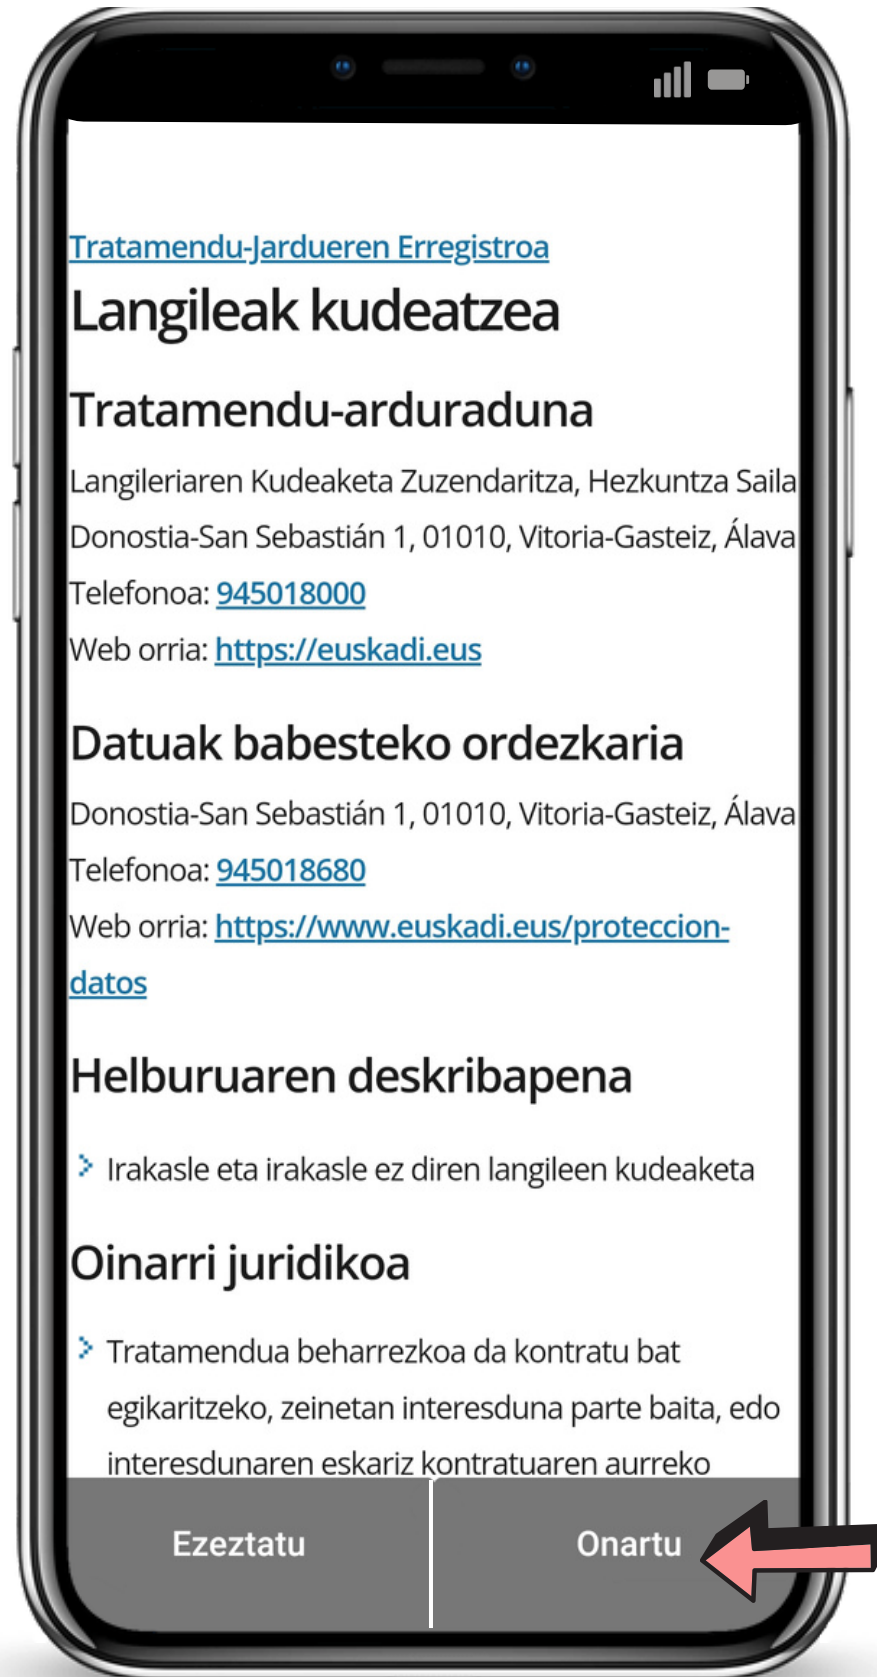 Tratamendu-Jardueren Erregistroa
Langileak kudeatzea
Tratamendu-arduraduna
Langileriaren Kudeaketa Zuzendaritza, Hezkuntza Saila
Donostia-San Sebastián 1, 01010, Vitoria-Gasteiz, Álava
Telefonoa: 945018000
Web orria: https://euskadi.eus
Datuak babesteko ordezkaria
Donostia-San Sebastián 1, 01010, Vitoria-Gasteiz, Álava
Telefonoa: 945018680
Web orria: https://www.euskadi.eus/proteccion-
datos
Helburuaren deskribapena
Irakasle eta irakasle ez diren langileen kudeaketa
Oinarri juridikoa
Tratamendua beharrezkoa da kontratu bat
egikaritzeko, zeinetan interesduna parte baita, edo
interesdunaren eskariz kontratuaren aurreko
Ezeztatu
Onartu